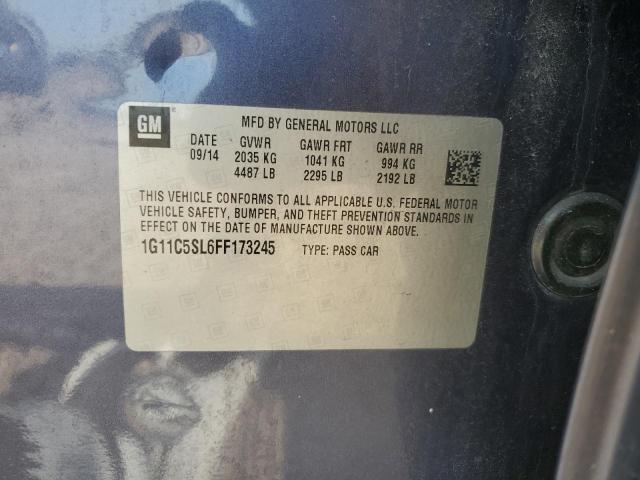 GM
MFD BY GENERAL MOTORS LLC
DATE GVWR GAWR FRT GAWR RR
09/14 2035 KG 1041 KG 994 KG
4487 LB 2295 LB 2192 LB
THIS VEHICLE CONFORMS TO ALL APPLICABLE U.S. FEDERAL MOTOR
VEHICLE SAFETY, BUMPER, AND THEFT PREVENTION STANDARDS IN
EFFECT ON THE DATE OF MANUFACTURE SHOWN ABOVE.
1G11C5SL6FF173245 TYPE: PASS CAR